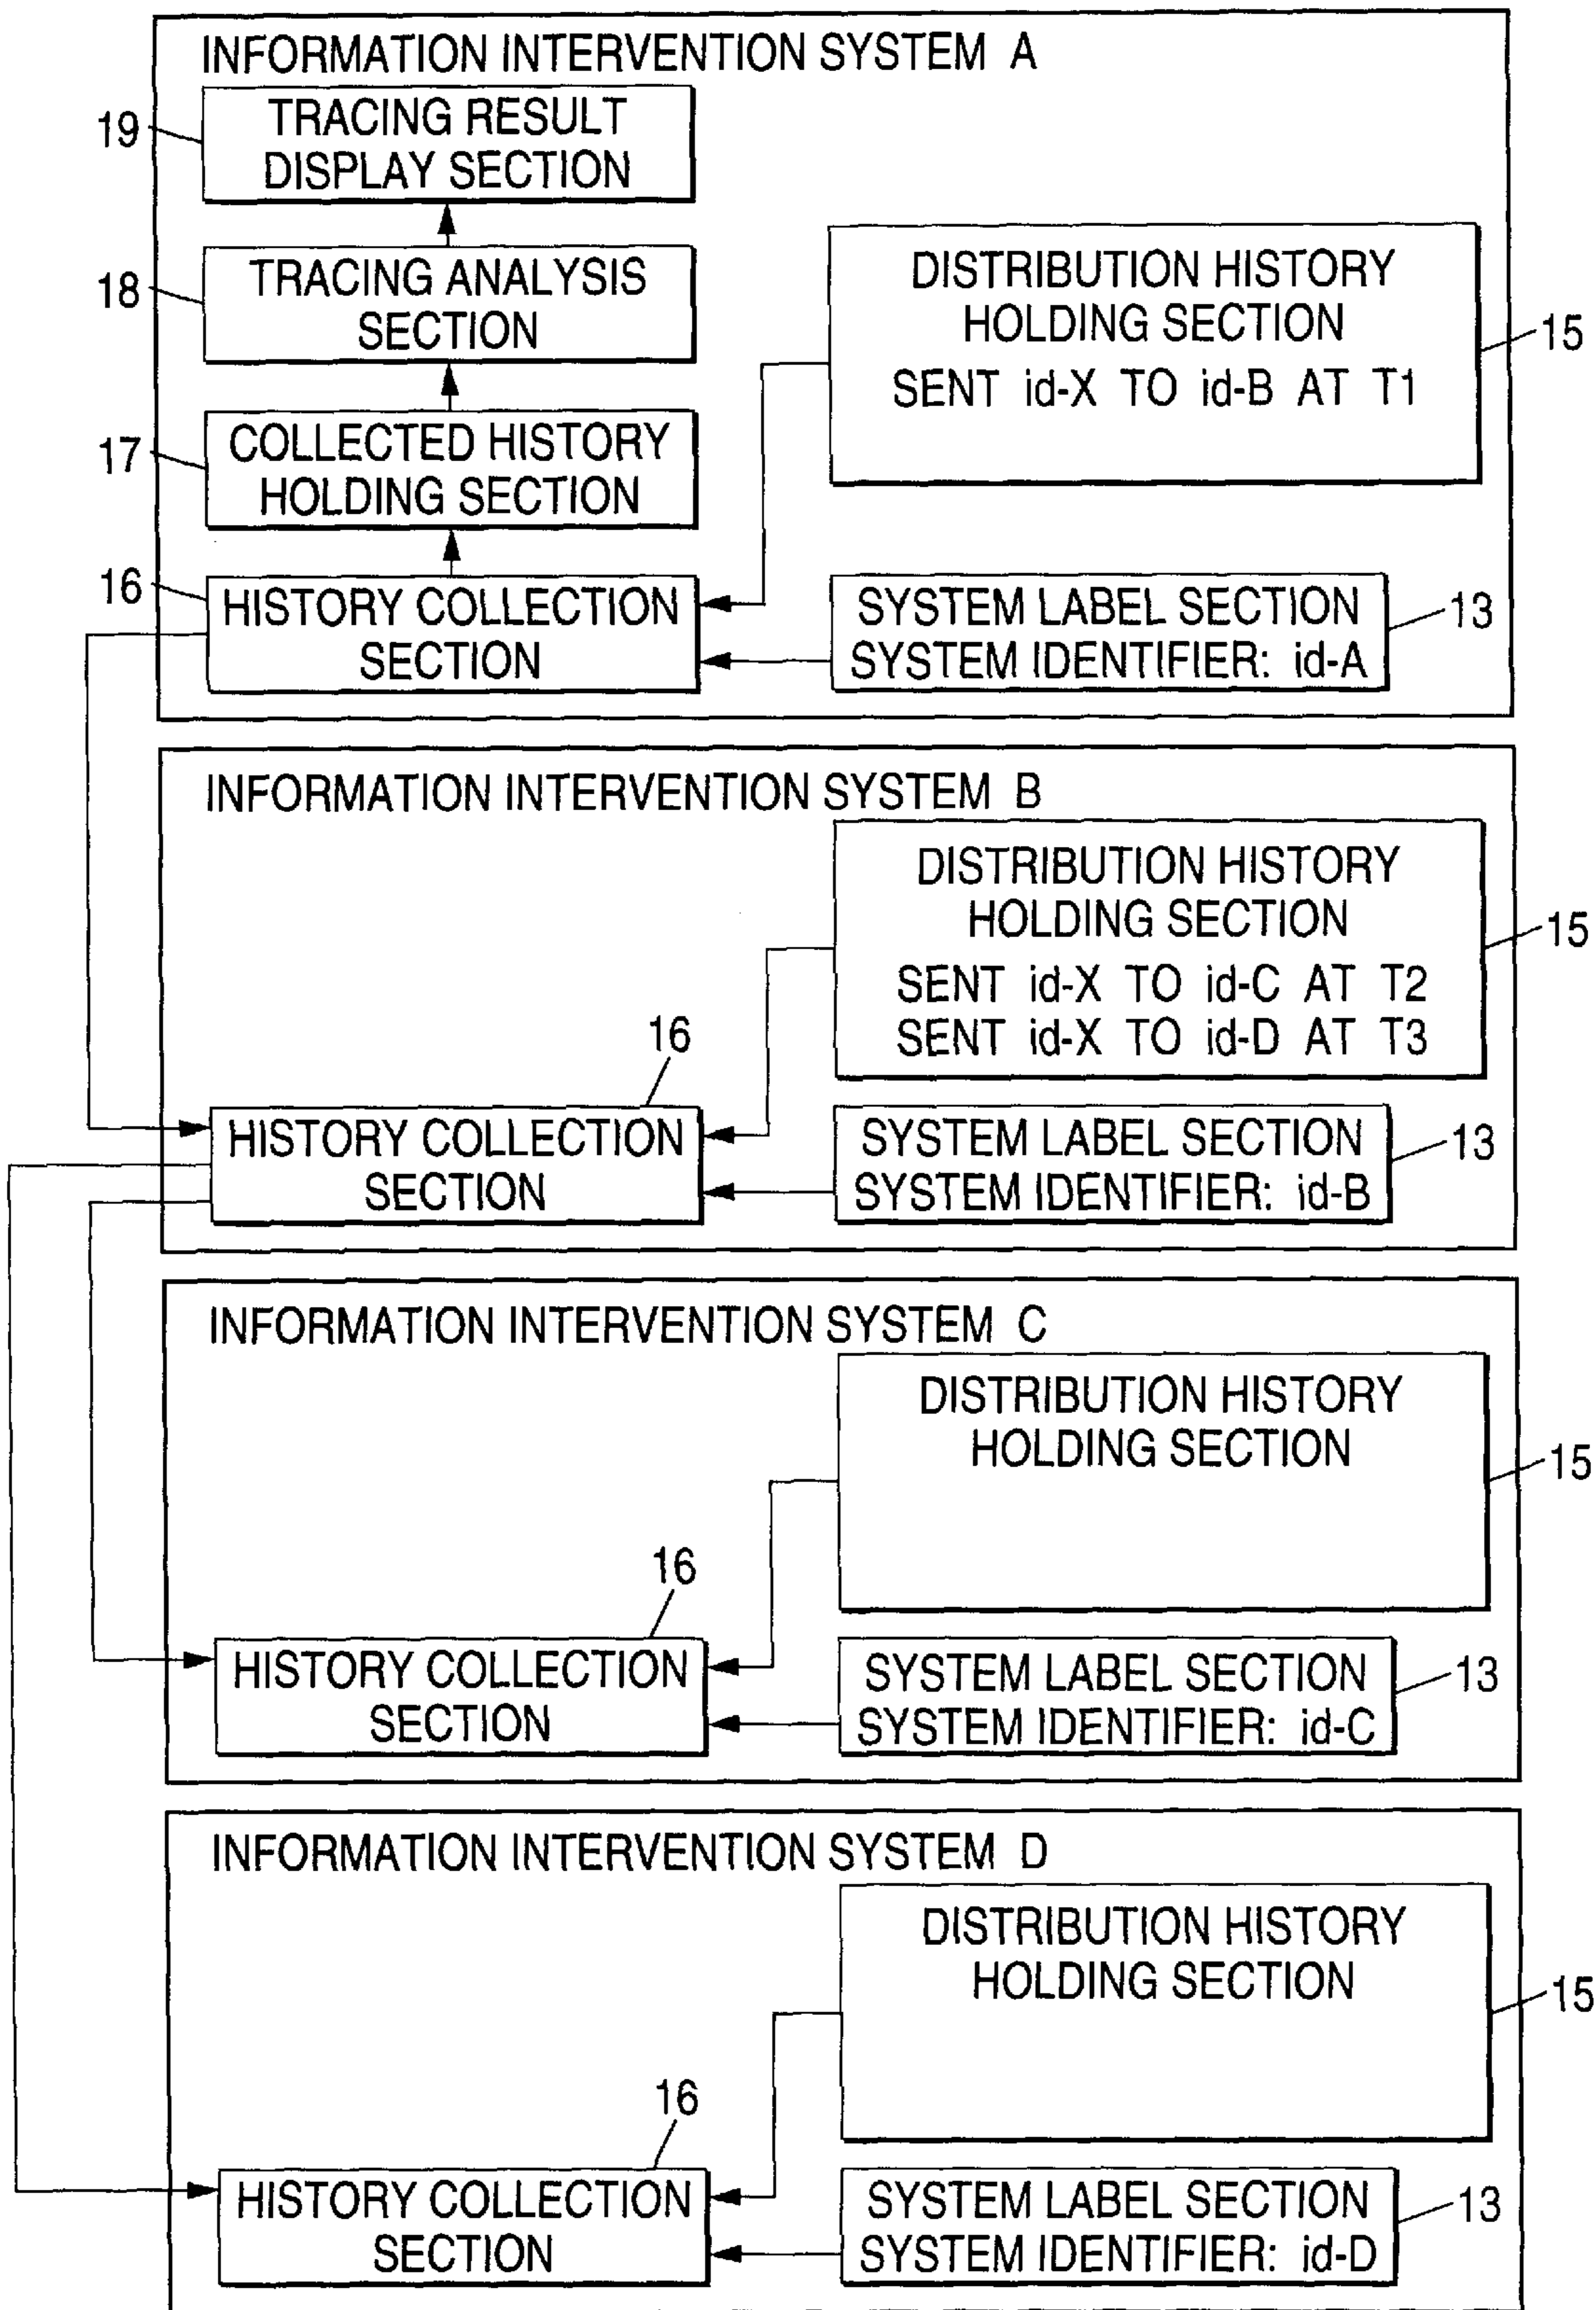 INFORMATION INTERVENTION SYSTEM A
19
TRACING RESULT
DISPLAY SECTION
18
TRACING ANALYSIS
SECTION
DISTRIBUTION HISTORY
HOLDING SECTION
SENT id-X TO id-B AT T1
15
17
COLLECTED HISTORY
HOLDING SECTION
16
HISTORY COLLECTION
SECTION
SYSTEM LABEL SECTION
SYSTEM IDENTIFIER: id-A
13
INFORMATION INTERVENTION SYSTEM B
DISTRIBUTION HISTORY
HOLDING SECTION
SENT id-X TO id-C AT T2
SENT id-X TO id-D AT T3
15
16
HISTORY COLLECTION
SECTION
SYSTEM LABEL SECTION
SYSTEM IDENTIFIER: id-B
13
INFORMATION INTERVENTION SYSTEM C
DISTRIBUTION HISTORY
HOLDING SECTION
15
16
HISTORY COLLECTION
SECTION
SYSTEM LABEL SECTION
SYSTEM IDENTIFIER: id-C
13
INFORMATION INTERVENTION SYSTEM D
DISTRIBUTION HISTORY
HOLDING SECTION
15
16
HISTORY COLLECTION
SECTION
SYSTEM LABEL SECTION
SYSTEM IDENTIFIER: id-D
13